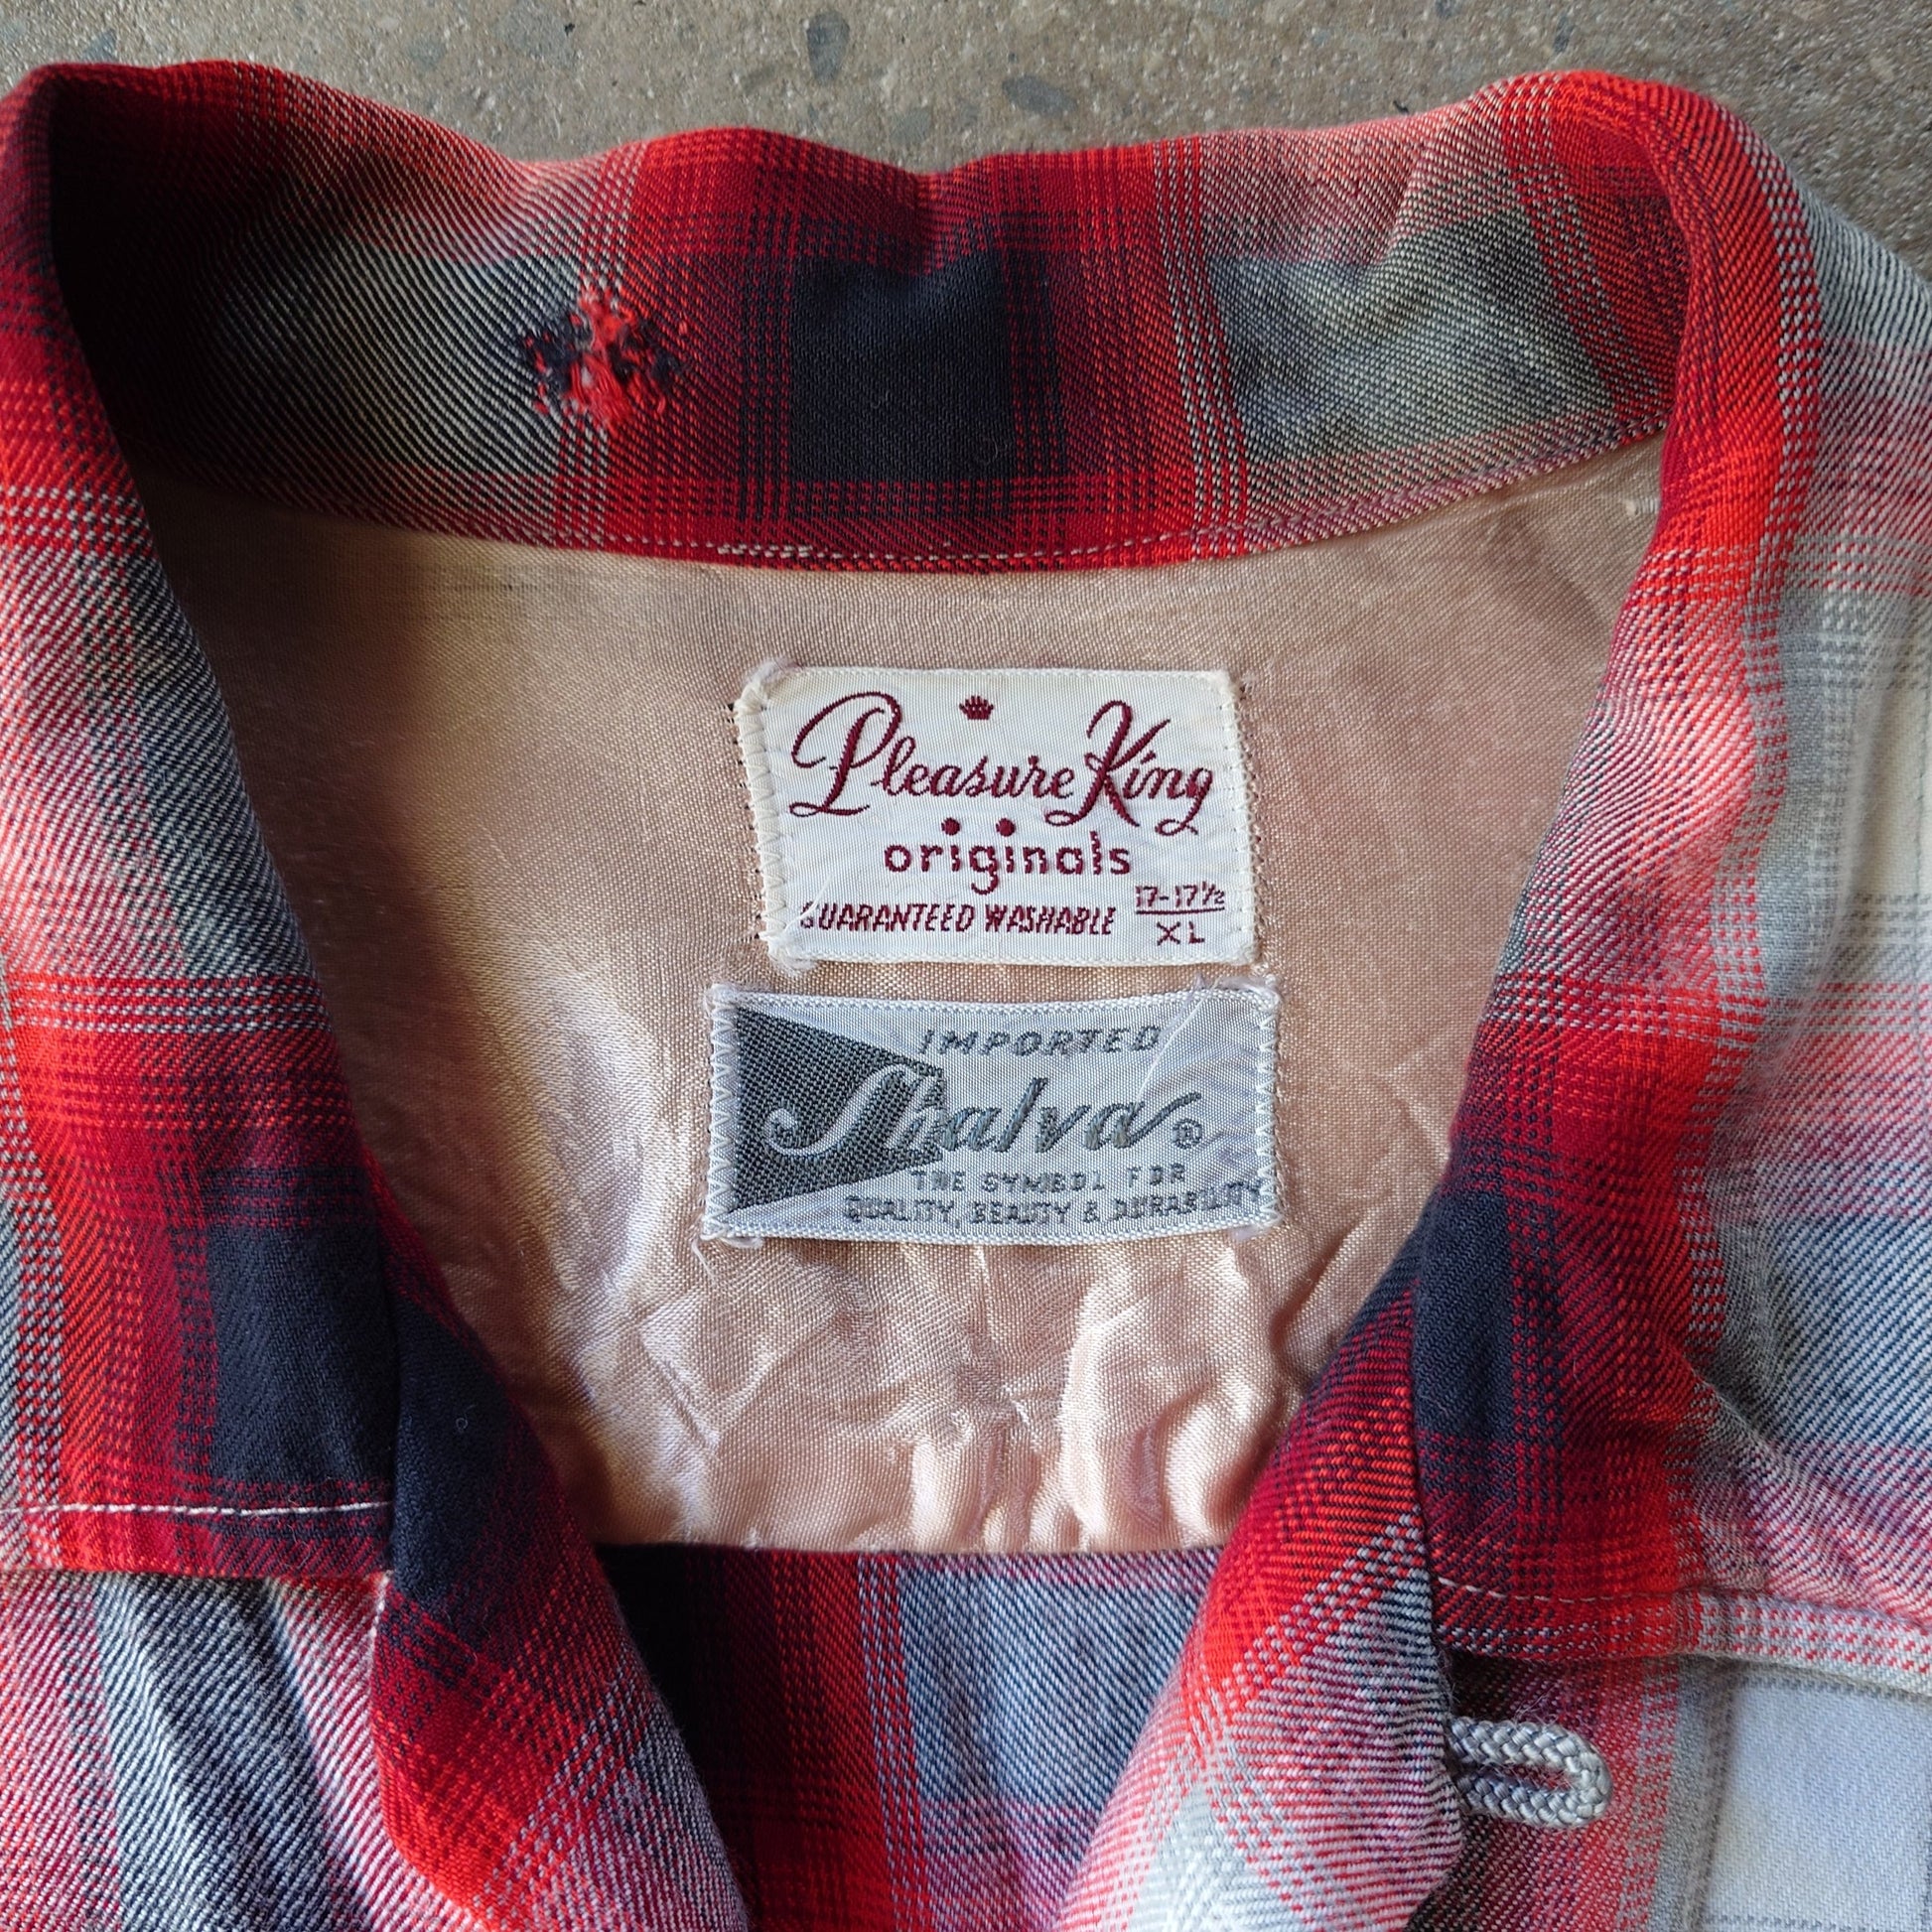 Pleasure King
originals
GUARANTEED WASHABLE
17-17½
XL
IMPORTED
Shalva®
THE SYMBOL FOR
QUALITY, BEAUTY & DURABILITY